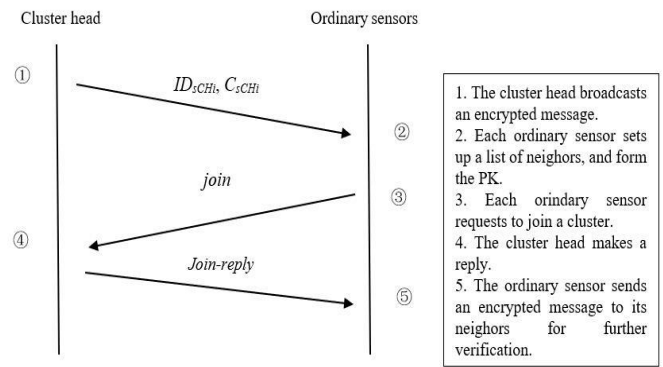 Cluster head
Ordinary sensors
①
ID_sCHi, C_sCHi
②
join
③
④
Join-reply
⑤
1. The cluster head broadcasts
an encrypted message.
2. Each ordinary sensor sets
up a list of neighors, and form
the PK.
3. Each orindary sensor
requests to join a cluster.
4. The cluster head makes a
reply.
5. The ordinary sensor sends
an encrypted message to its
neighors for further
verification.